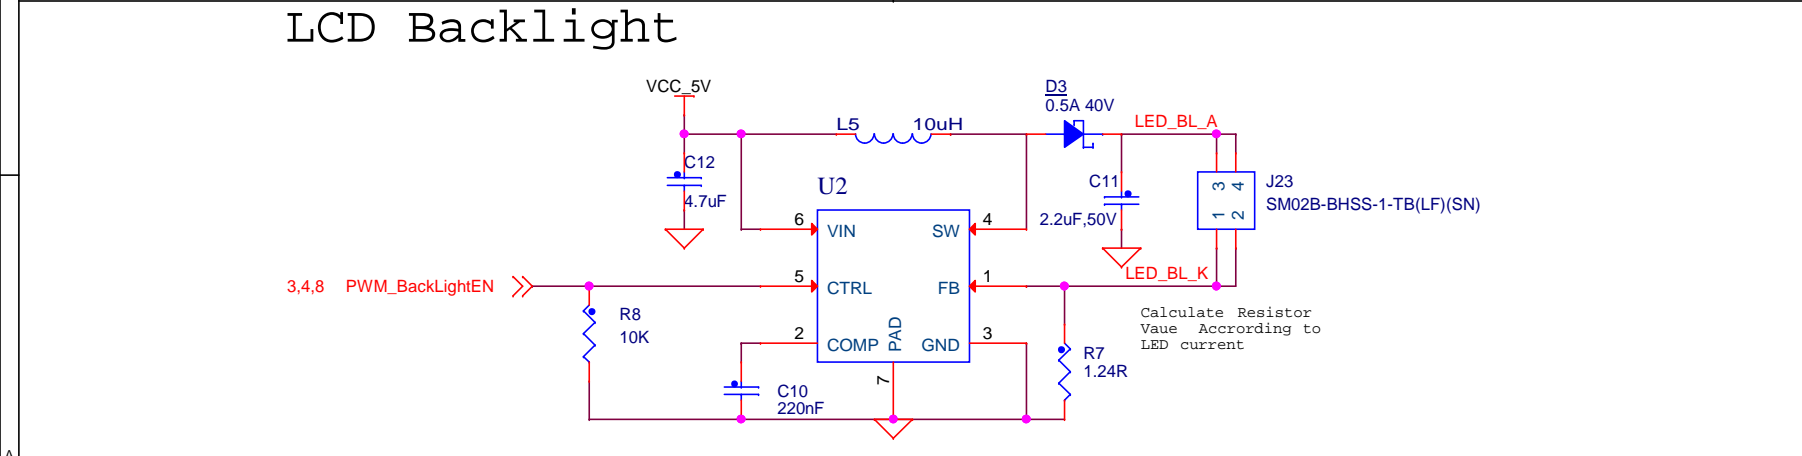 LCD Backlight
VCC_5V
D3
0.5A 40V
LED_BL_A
L5
10uH
C12
4.7uF
U2
C11
2.2uF,50V
3 4
1 2
J23
SM02B-BHSS-1-TB(LF)(SN)
6
VIN
SW
4
3,4,8
PWM_BackLightEN
5
CTRL
FB
1
LED_BL_K
R8
10K
2
COMP
PAD
GND
3
7
Calculate Resistor
Vaue Accrording to
LED current
R7
1.24R
C10
220nF